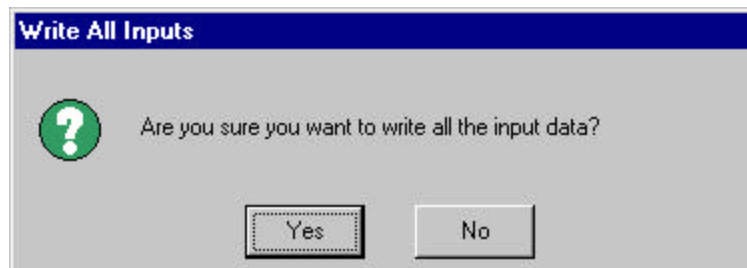 Write All Inputs
Are you sure you want to write all the input data?
Yes
No